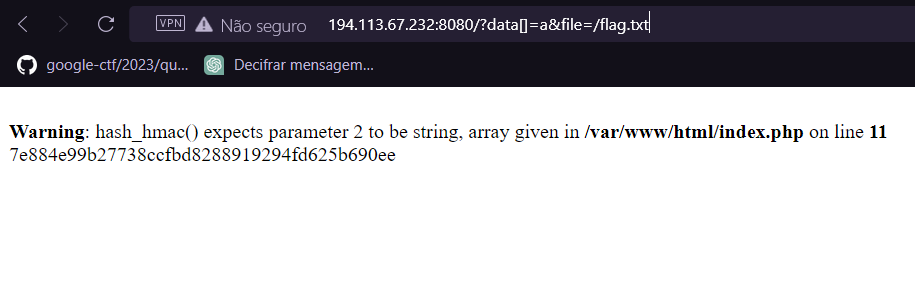 VPN Não seguro 194.113.67.232:8080/?data[]=a&file=/flag.txt
google-ctf/2023/qu... Decifrar mensagem...
Warning: hash_hmac() expects parameter 2 to be string, array given in /var/www/html/index.php on line 11
7e884e99b27738ccfbd8288919294fd625b690ee